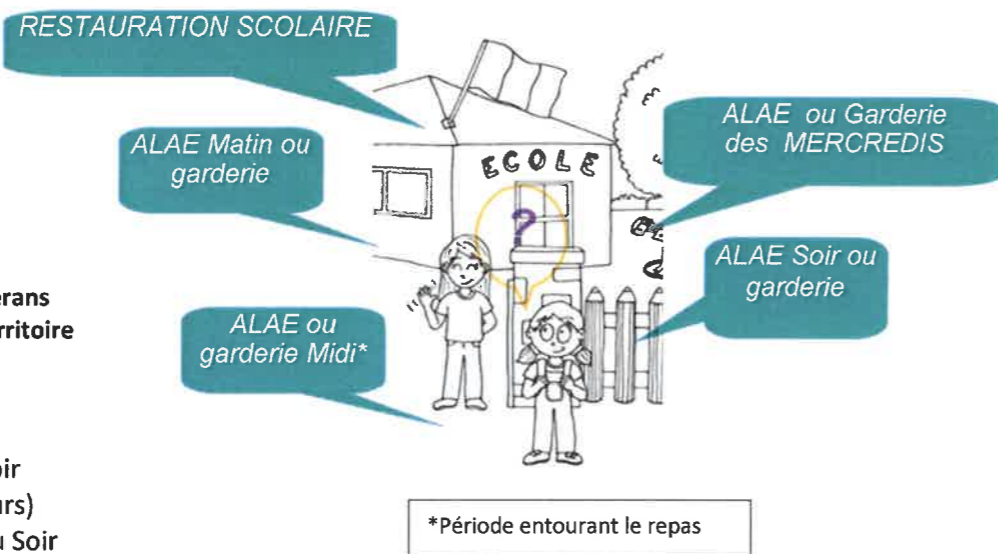 RESTAURATION SCOLAIRE
ALAE Matin ou
garderie
ECOLE
?
ALAE ou Garderie
des MERCREDIS
ALAE Soir ou
garderie
ALAE ou
garderie Midi*
*Période entourant le repas